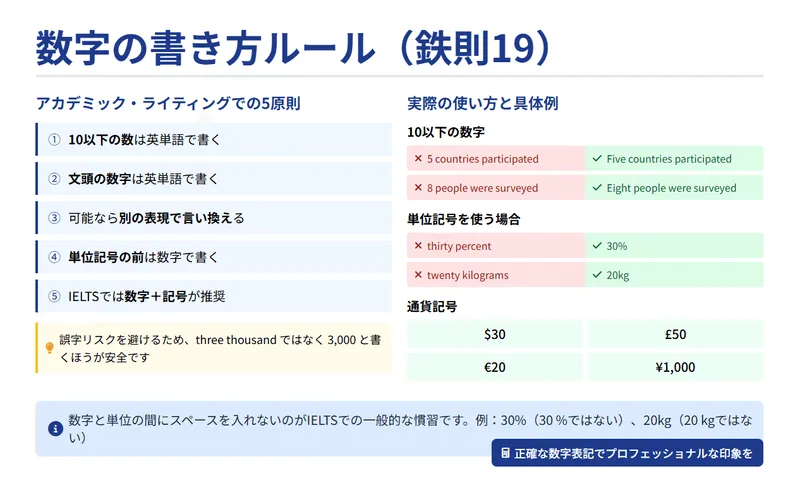 数字の書き方ルール（鉄則19）
アカデミック・ライティングでの5原則
① 10以下の数は英単語で書く
② 文頭の数字は英単語で書く
③ 可能なら別の表現で言い換える
④ 単位記号の前は数字で書く
⑤ IELTSでは数字＋記号が推奨
誤字リスクを避けるため、three thousand ではなく 3,000 と書
くほうが安全です
実際の使い方と具体例
10以下の数字
× 5 countries participated ✓ Five countries participated
× 8 people were surveyed ✓ Eight people were surveyed
単位記号を使う場合
× thirty percent ✓ 30%
× twenty kilograms ✓ 20kg
通貨記号
$30 £50
€20 ¥1,000
数字と単位の間にスペースを入れないのがIELTSでの一般的な慣習です。例：30%（30 %ではない）、20kg（20 kgではな
い）
正確な数字表記でプロフェッショナルな印象を